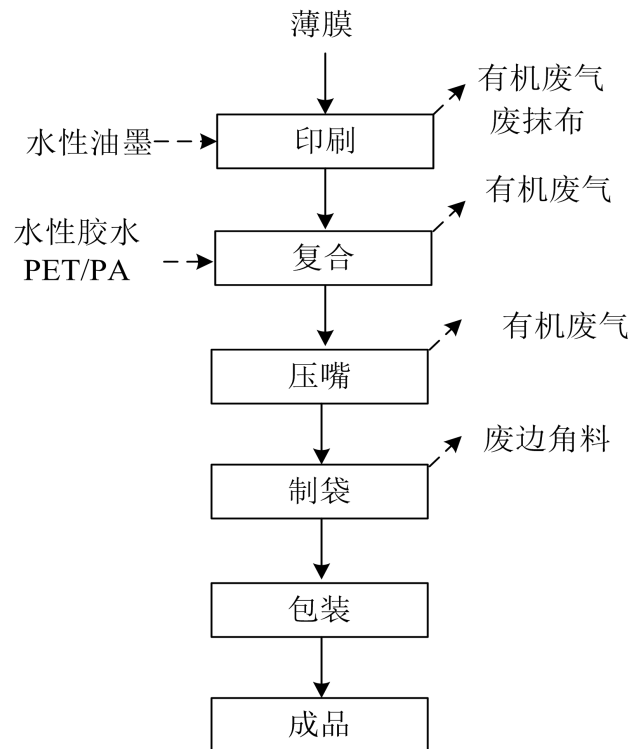 薄膜
有机废气
废抹布
水性油墨
印刷
有机废气
水性胶水
PET/PA
复合
有机废气
压嘴
废边角料
制袋
包装
成品